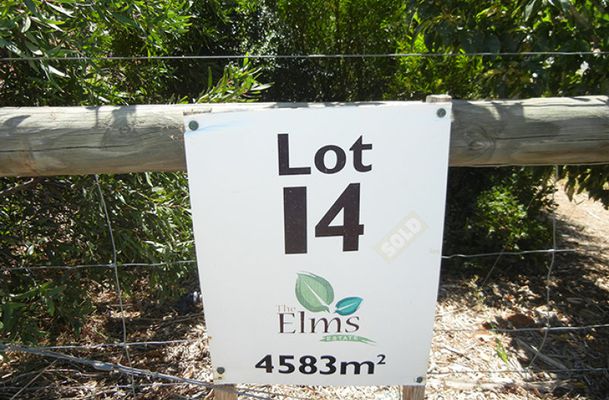 Lot
14
SOLD
The
Elms
ESTATE
4583m²